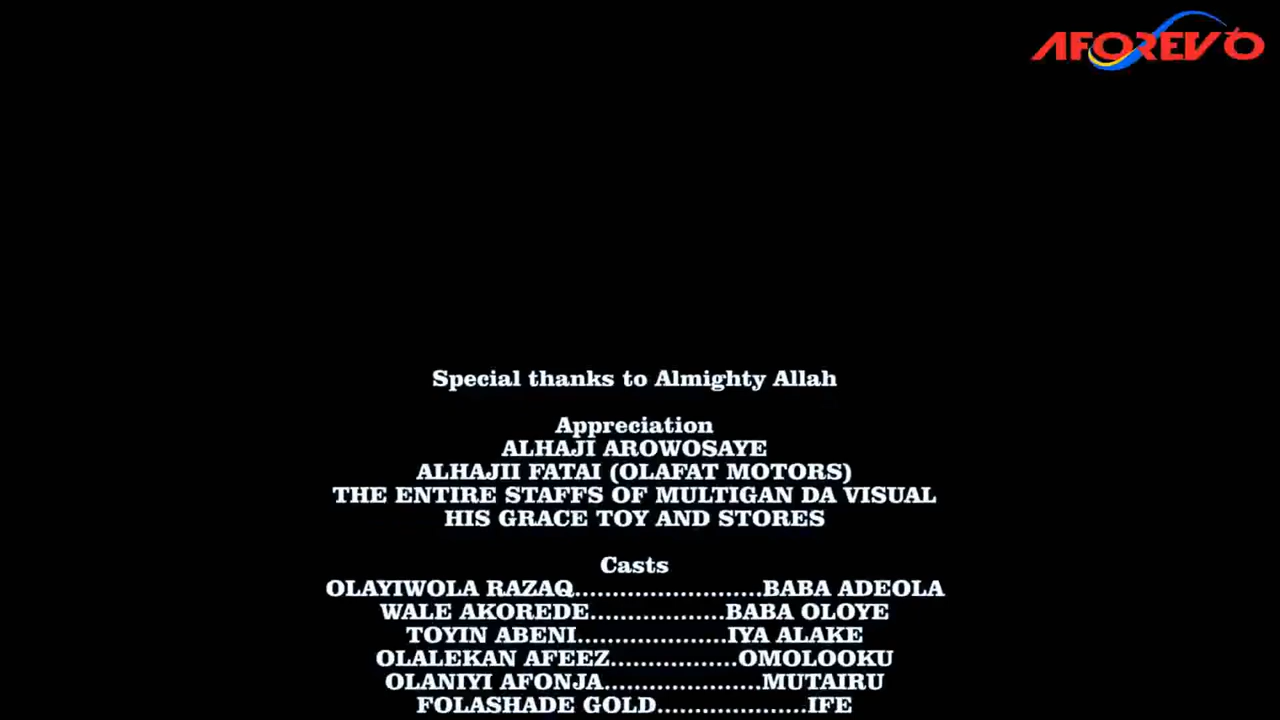 AFOREVO
Special thanks to Almighty Allah
Appreciation
ALHAJI AROWOSAYE
ALHAJII FATAI (OLAFAT MOTORS)
THE ENTIRE STAFFS OF MULTIGAN DA VISUAL
HIS GRACE TOY AND STORES
Casts
OLAYIWOLA RAZAQ.........................BABA ADEOLA
WALE AKOREDE..................BABA OLOYE
TOYIN ABENI....................IYA ALAKE
OLALEKAN AFEEZ.................OMOLOOKU
OLANIYI AFONJA.....................MUTAIRU
FOLASHADE GOLD....................IFE